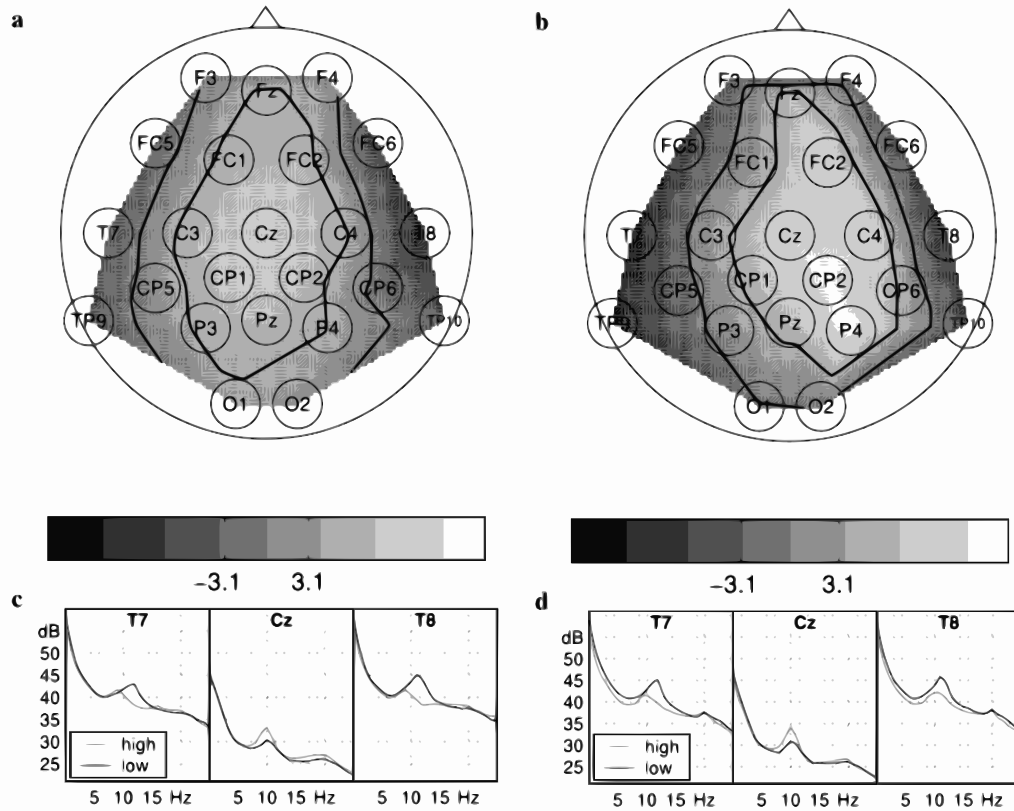 a
b
F3 F4 F3 F4
Fz Fz
FC5 FC6 FC5 FC6
FC1 FC2 FC1 FC2
T7 C3 Cz C4 T8 C3 Cz C4 T8
CP5 CP1 CP2 CP6 CP5 CP1 CP2 CP6
TP9 P3 Pz P4 TP10 TP9 P3 Pz P4 TP10
O1 O2 O1 O2
−3.1 3.1 −3.1 3.1
c
T7 Cz T8
dB
50
45
40
35
30
25
high
low
5 10 15 Hz 5 10 15 Hz 5 10 15 Hz
d
T7 Cz T8
dB
50
45
40
35
30
25
high
low
5 10 15 Hz 5 10 15 Hz 5 10 15 Hz